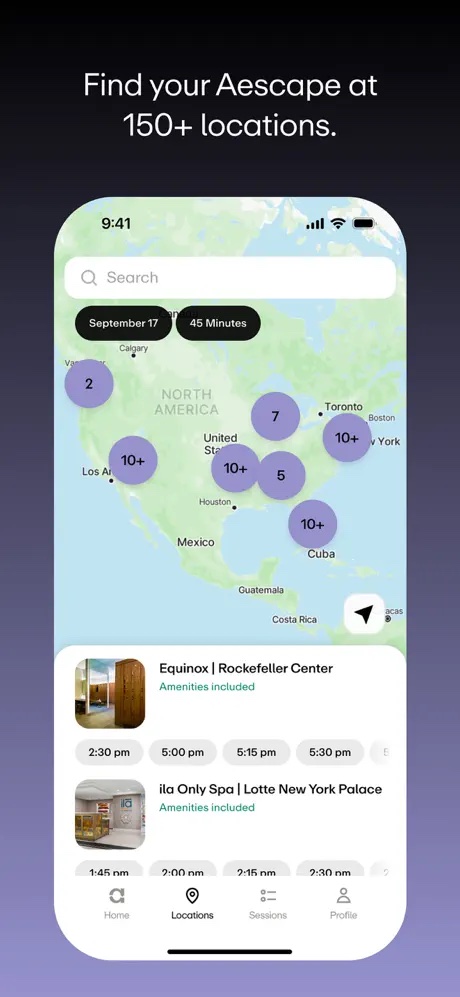 Find your Aescape at
150+ locations.
9:41
Search
September 17
45 Minutes
Calgary
2
NORTH
AMERICA
7
Toronto
Boston
10+
United
10+
Los
10+
5
Houston
10+
Mexico
Cuba
Guatemala
Costa Rica
Equinox | Rockefeller Center
Amenities included
2:30 pm
5:00 pm
5:15 pm
5:30 pm
ila Only Spa | Lotte New York Palace
Amenities included
1:45 pm
2:00 pm
2:15 pm
2:30 pm
ila
Home
Locations
Sessions
Profile